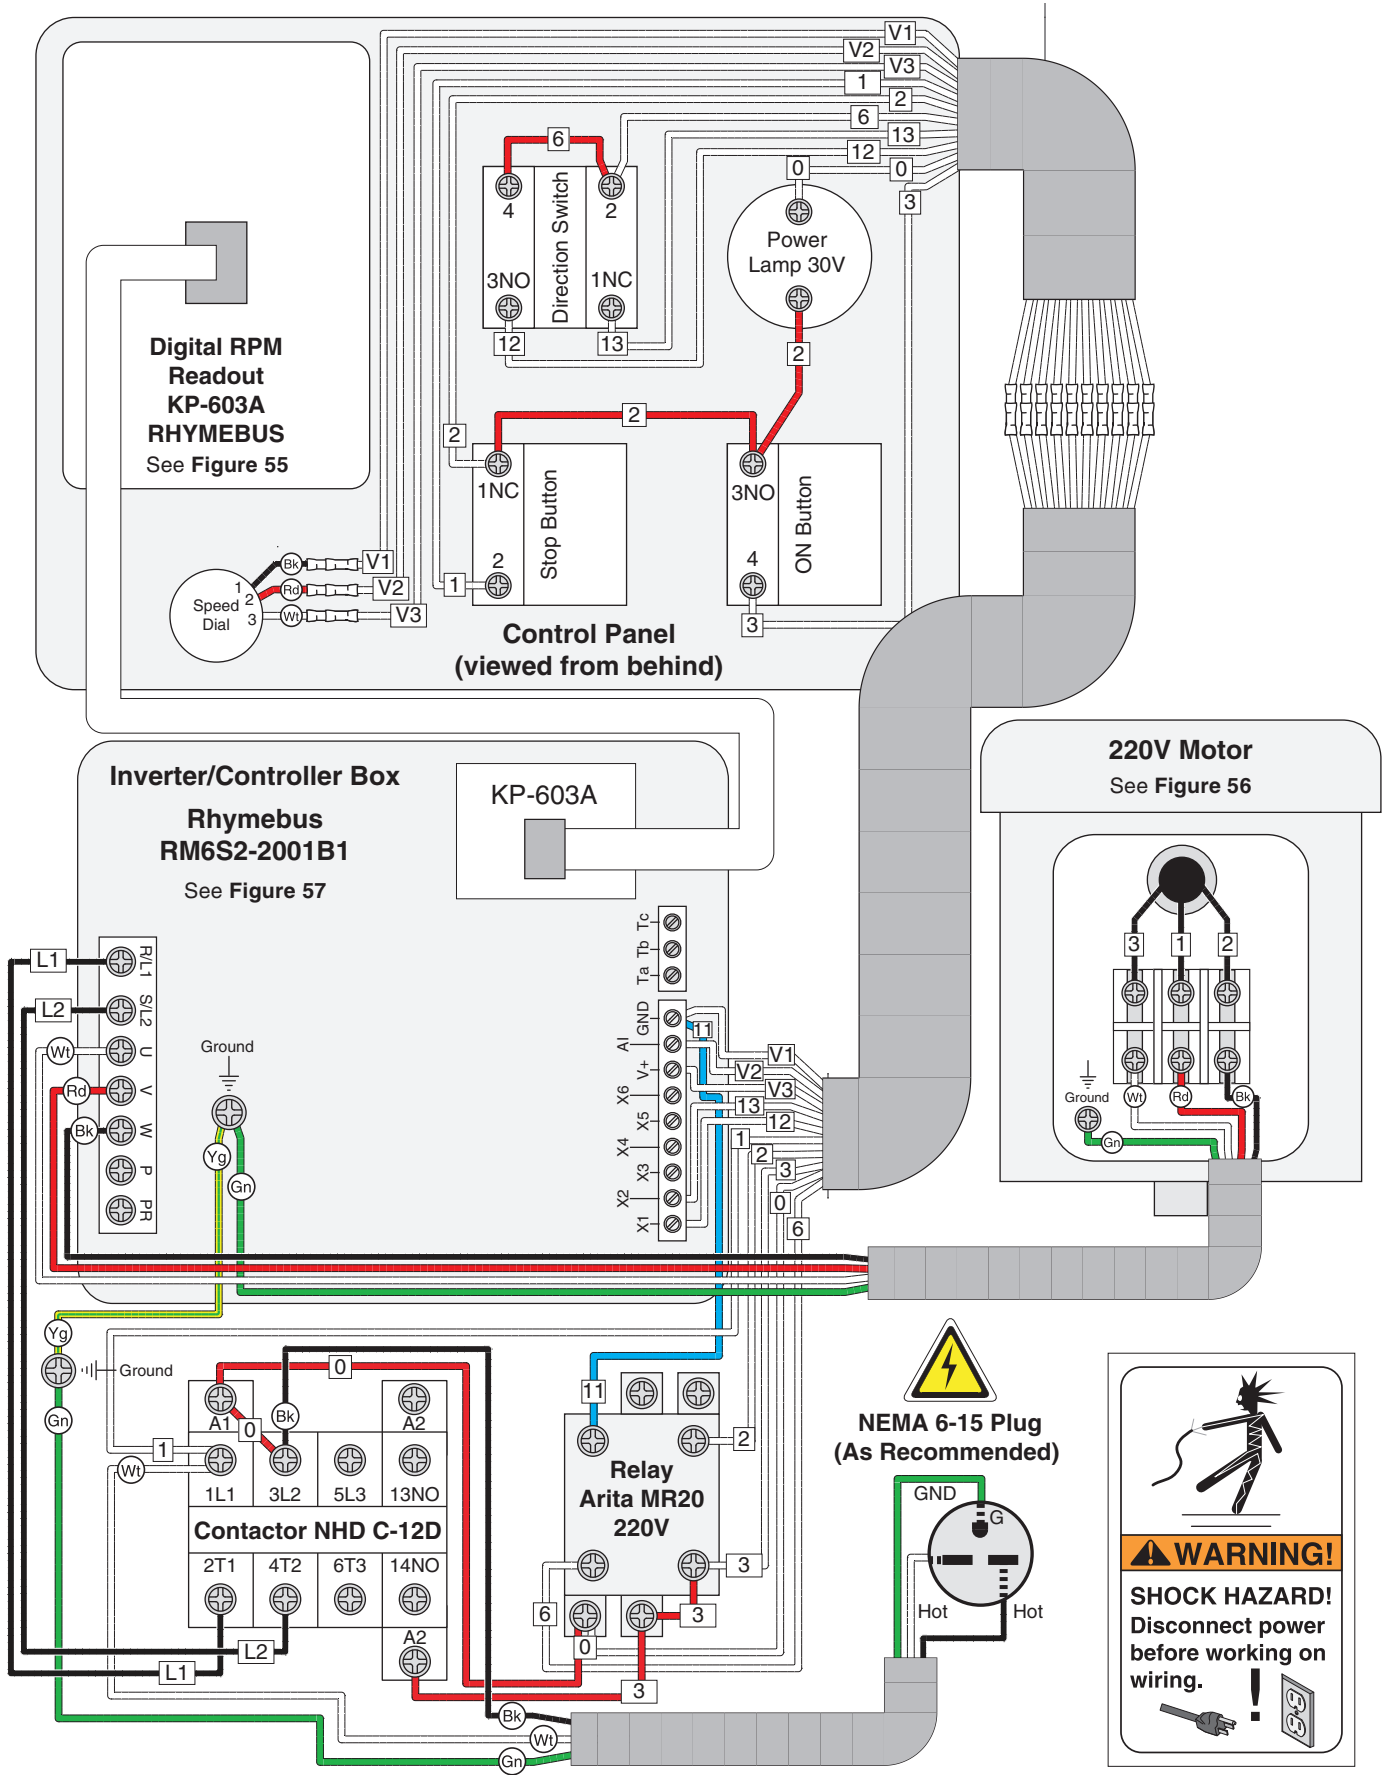 V1
V2
V3
1
2
6
13
12
0
0
3
6
4
2
Direction Switch
3NO
1NC
12
13
Power
Lamp 30V
2
Digital RPM
Readout
KP-603A
RHYMEBUS
See Figure 55
2
2
1NC
2
Stop Button
1
3NO
4
ON Button
3
Bk
V1
Rd
V2
Wt
V3
1
2
3
Speed
Dial
Control Panel
(viewed from behind)
Inverter/Controller Box
Rhymebus
RM6S2-2001B1
See Figure 57
KP-603A
220V Motor
See Figure 56
3
1
2
Ground
Wt
Rd
Bk
Gn
L1
R/L1
L2
S/L2
Wt
U
Rd
V
Bk
W
P
PR
Ground
Yg
Gn
Tc
Tb
Ta
GND
AI
V+
X6
X5
X4
X3
X2
X1
11
V1
V2
V3
13
12
1
2
3
0
6
Yg
Ground
Gn
0
A1
0
Bk
A2
1
Wt
1L1
3L2
5L3
13NO
Contactor NHD C-12D
2T1
4T2
6T3
14NO
A2
L2
L1
11
2
Relay
Arita MR20
220V
3
6
0
3
3
Bk
Wt
Gn
NEMA 6-15 Plug
(As Recommended)
GND
G
Hot
Hot
WARNING!
SHOCK HAZARD!
Disconnect power
before working on
wiring.